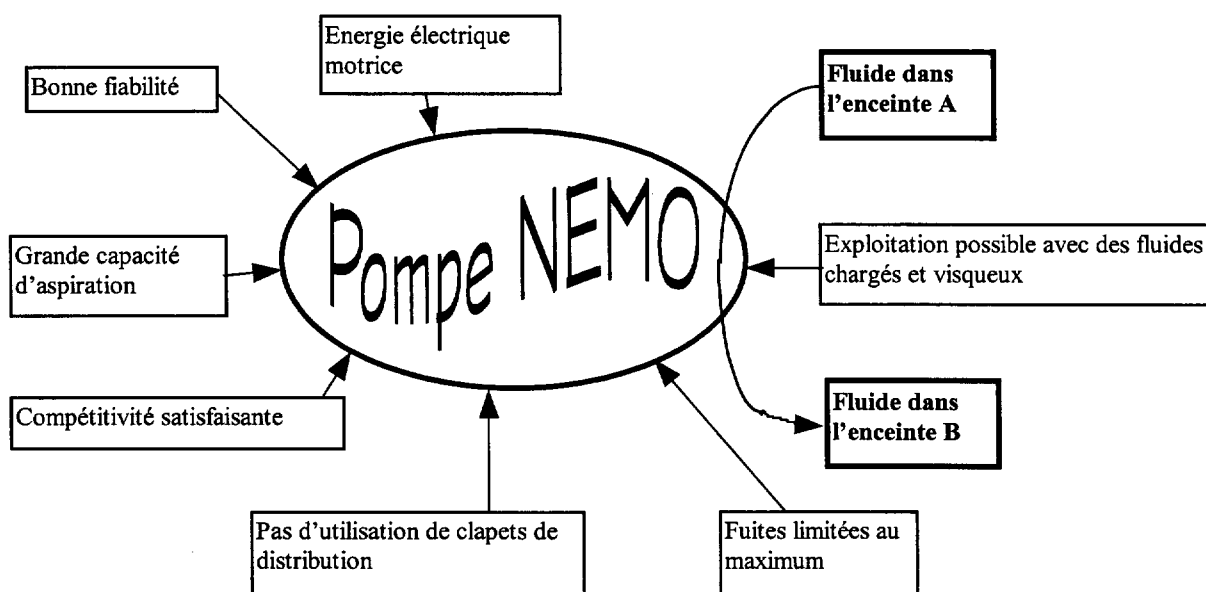 Energie électrique
motrice
Bonne fiabilité
Fluide dans
l'enceinte A
Pompe NEMO
Grande capacité
d'aspiration
Exploitation possible avec des fluides
chargés et visqueux
Compétitivité satisfaisante
Fluide dans
l'enceinte B
Pas d'utilisation de clapets de
distribution
Fuites limitées au
maximum